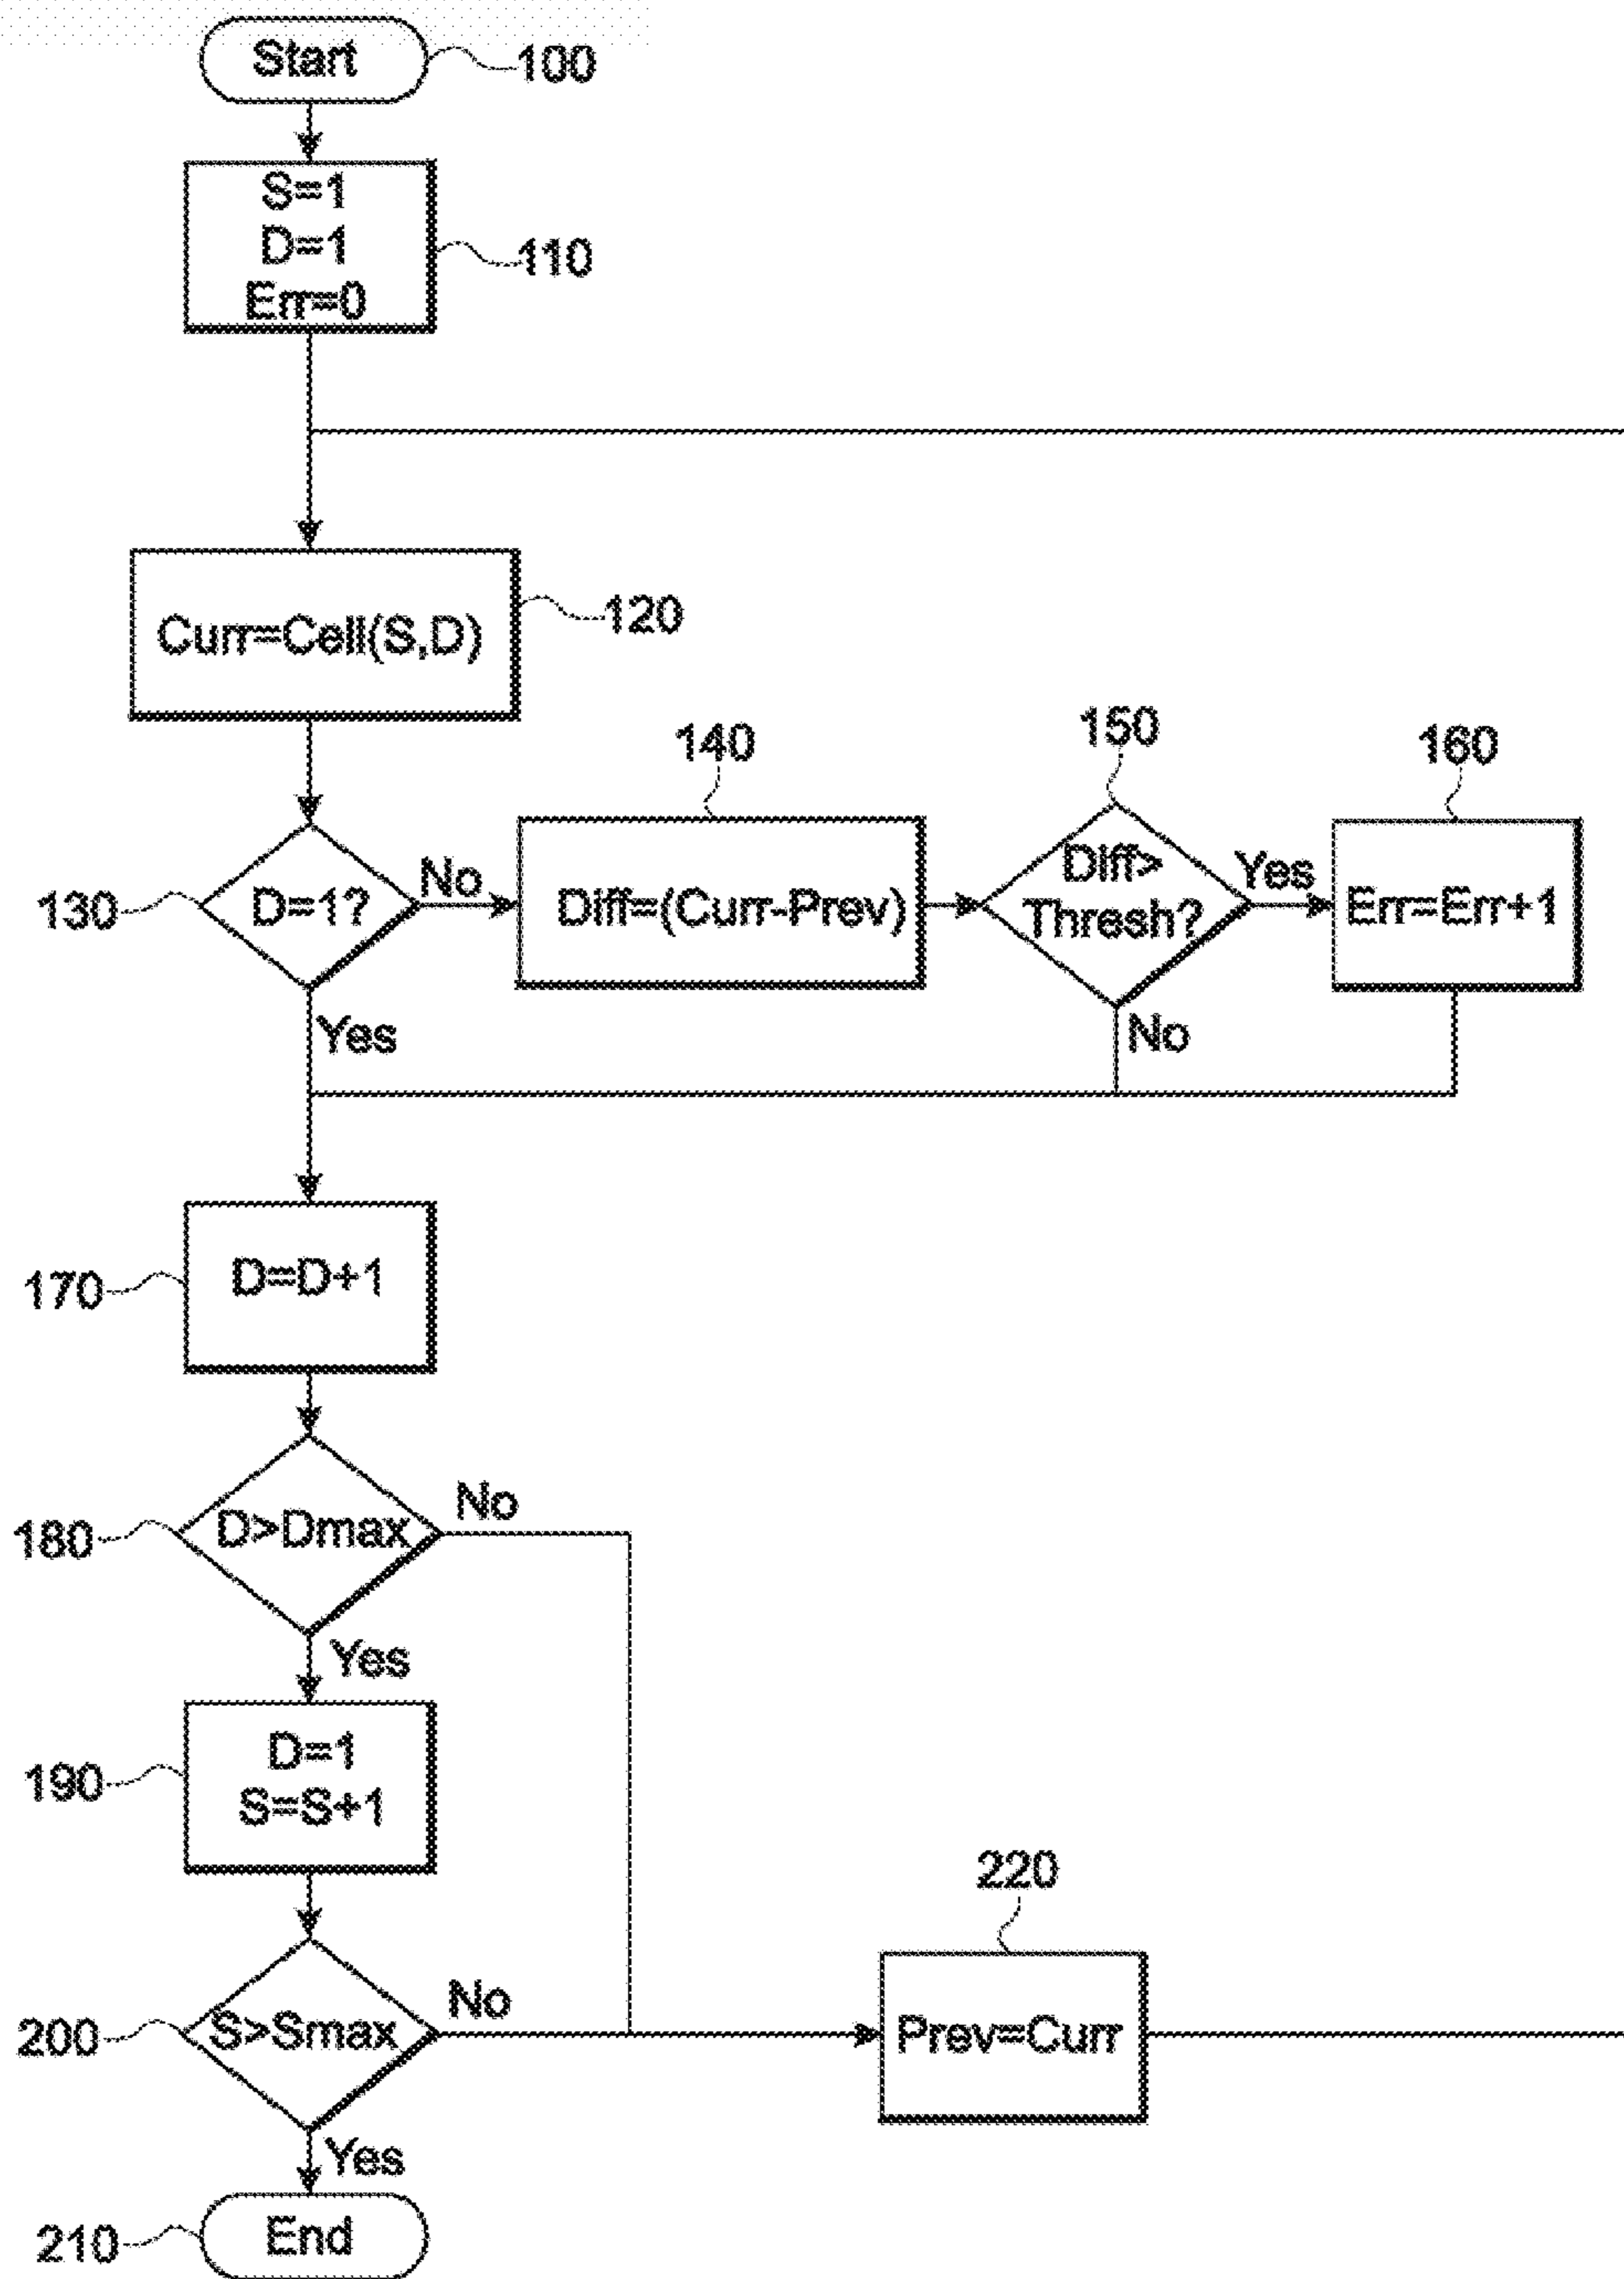 Start
100
S=1
D=1
Err=0
110
Curr=Cell(S,D)
120
130
D=1?
No
Yes
140
Diff=(Curr-Prev)
150
Diff>
Thresh?
Yes
No
160
Err=Err+1
170
D=D+1
180
D>Dmax
No
Yes
190
D=1
S=S+1
200
S>Smax
No
Yes
220
Prev=Curr
210
End